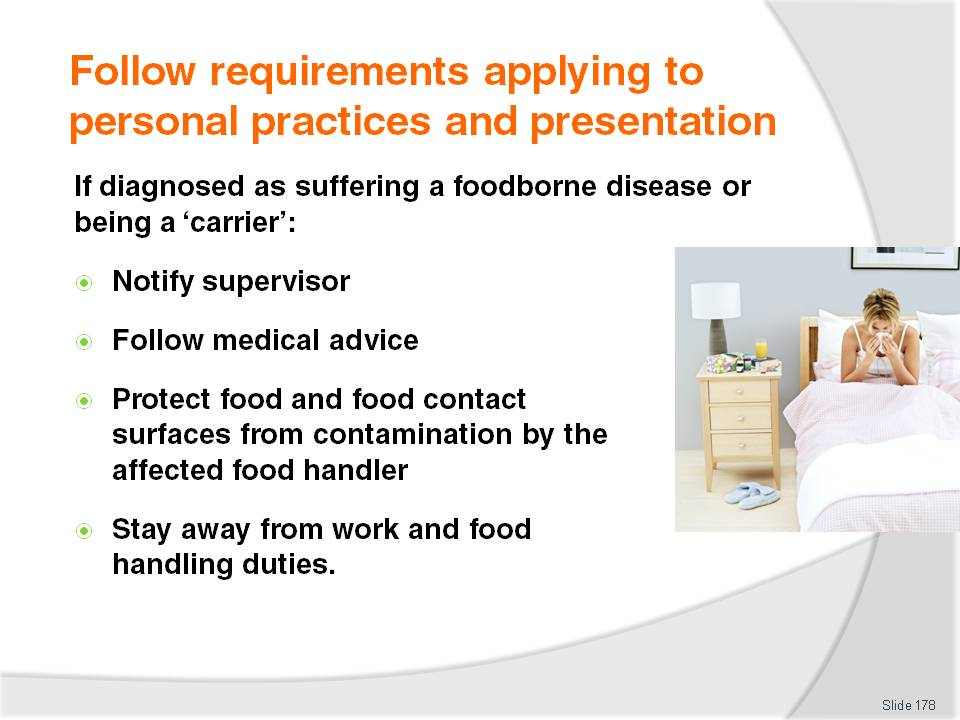 Follow requirements applying to
personal practices and presentation
If diagnosed as suffering a foodborne disease or
being a ‘carrier’:
Notify supervisor
Follow medical advice
Protect food and food contact
surfaces from contamination by the
affected food handler
Stay away from work and food
handling duties.
Slide 178